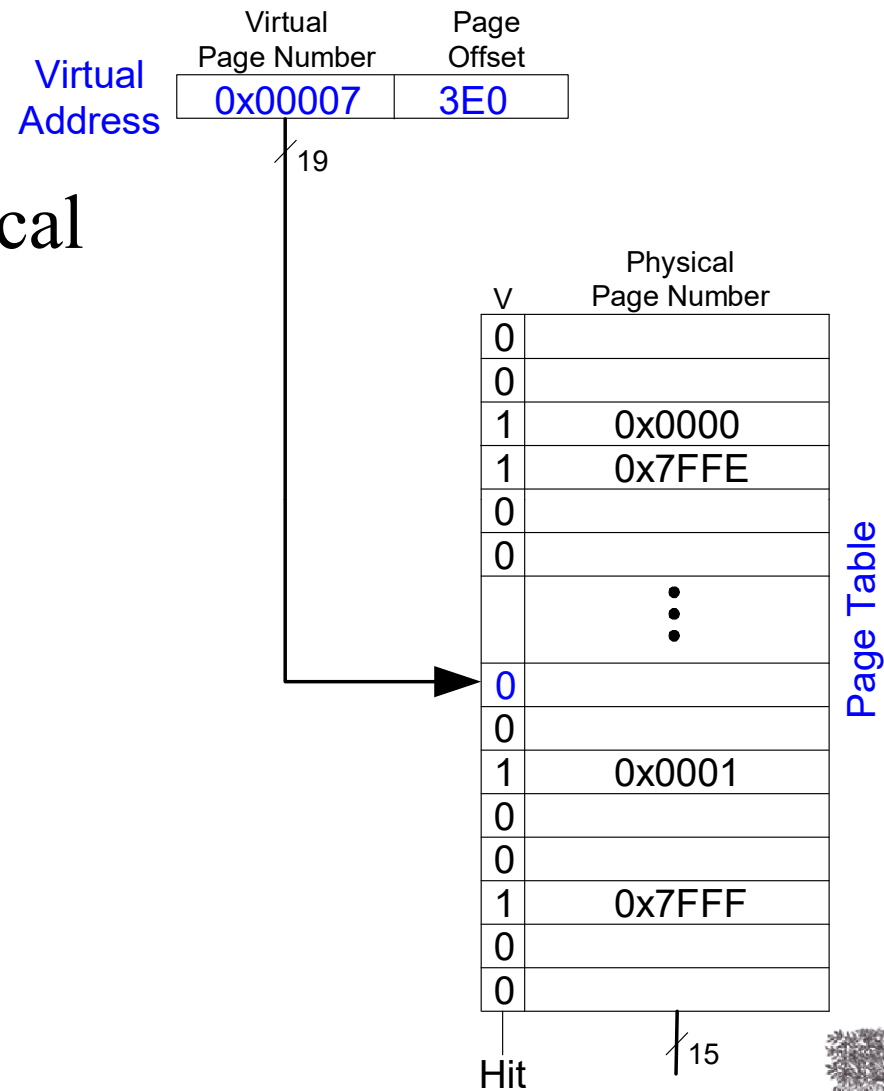 Virtual
Page Number
Page
Offset
Virtual
Address
0x00007 3E0
19
cal
Physical
Page Number
V
0
0
1 0x0000
1 0x7FFE
0
0
0
0
1 0x0001
0
0
1 0x7FFF
0
0
Page Table
Hit
15